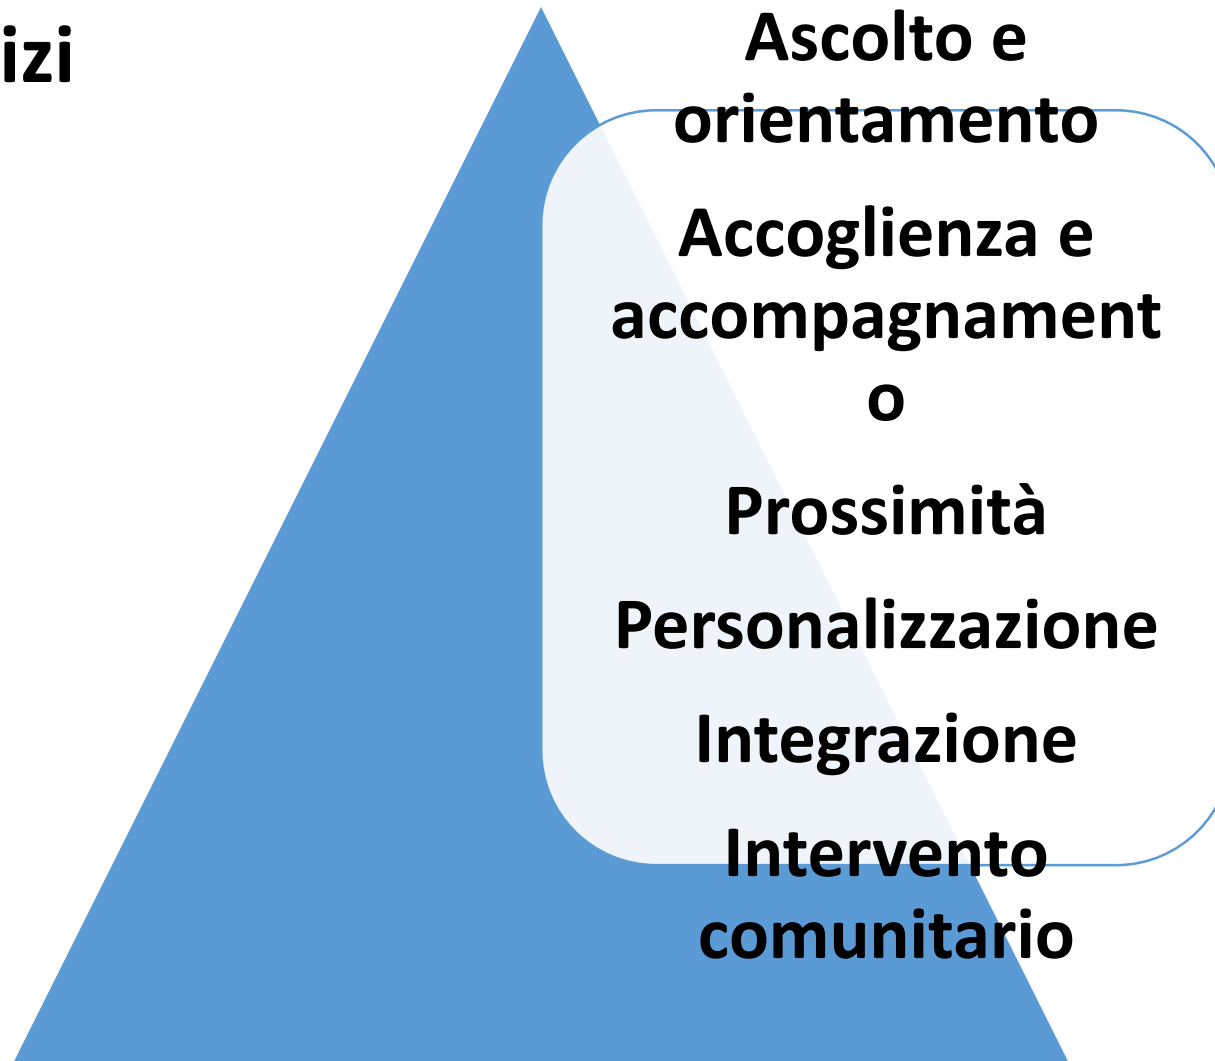 izi
Ascolto e
orientamento
Accoglienza e
accompagnament
o
Prossimità
Personalizzazione
Integrazione
Intervento
comunitario